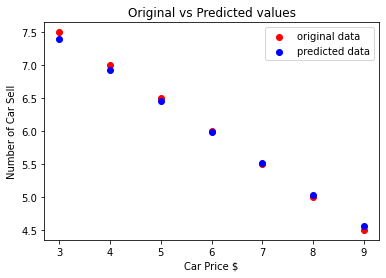 Original vs Predicted values
original data
predicted data
7.5
7.0
6.5
6.0
5.5
5.0
4.5
Number of Car Sell
3 4 5 6 7 8 9
Car Price $